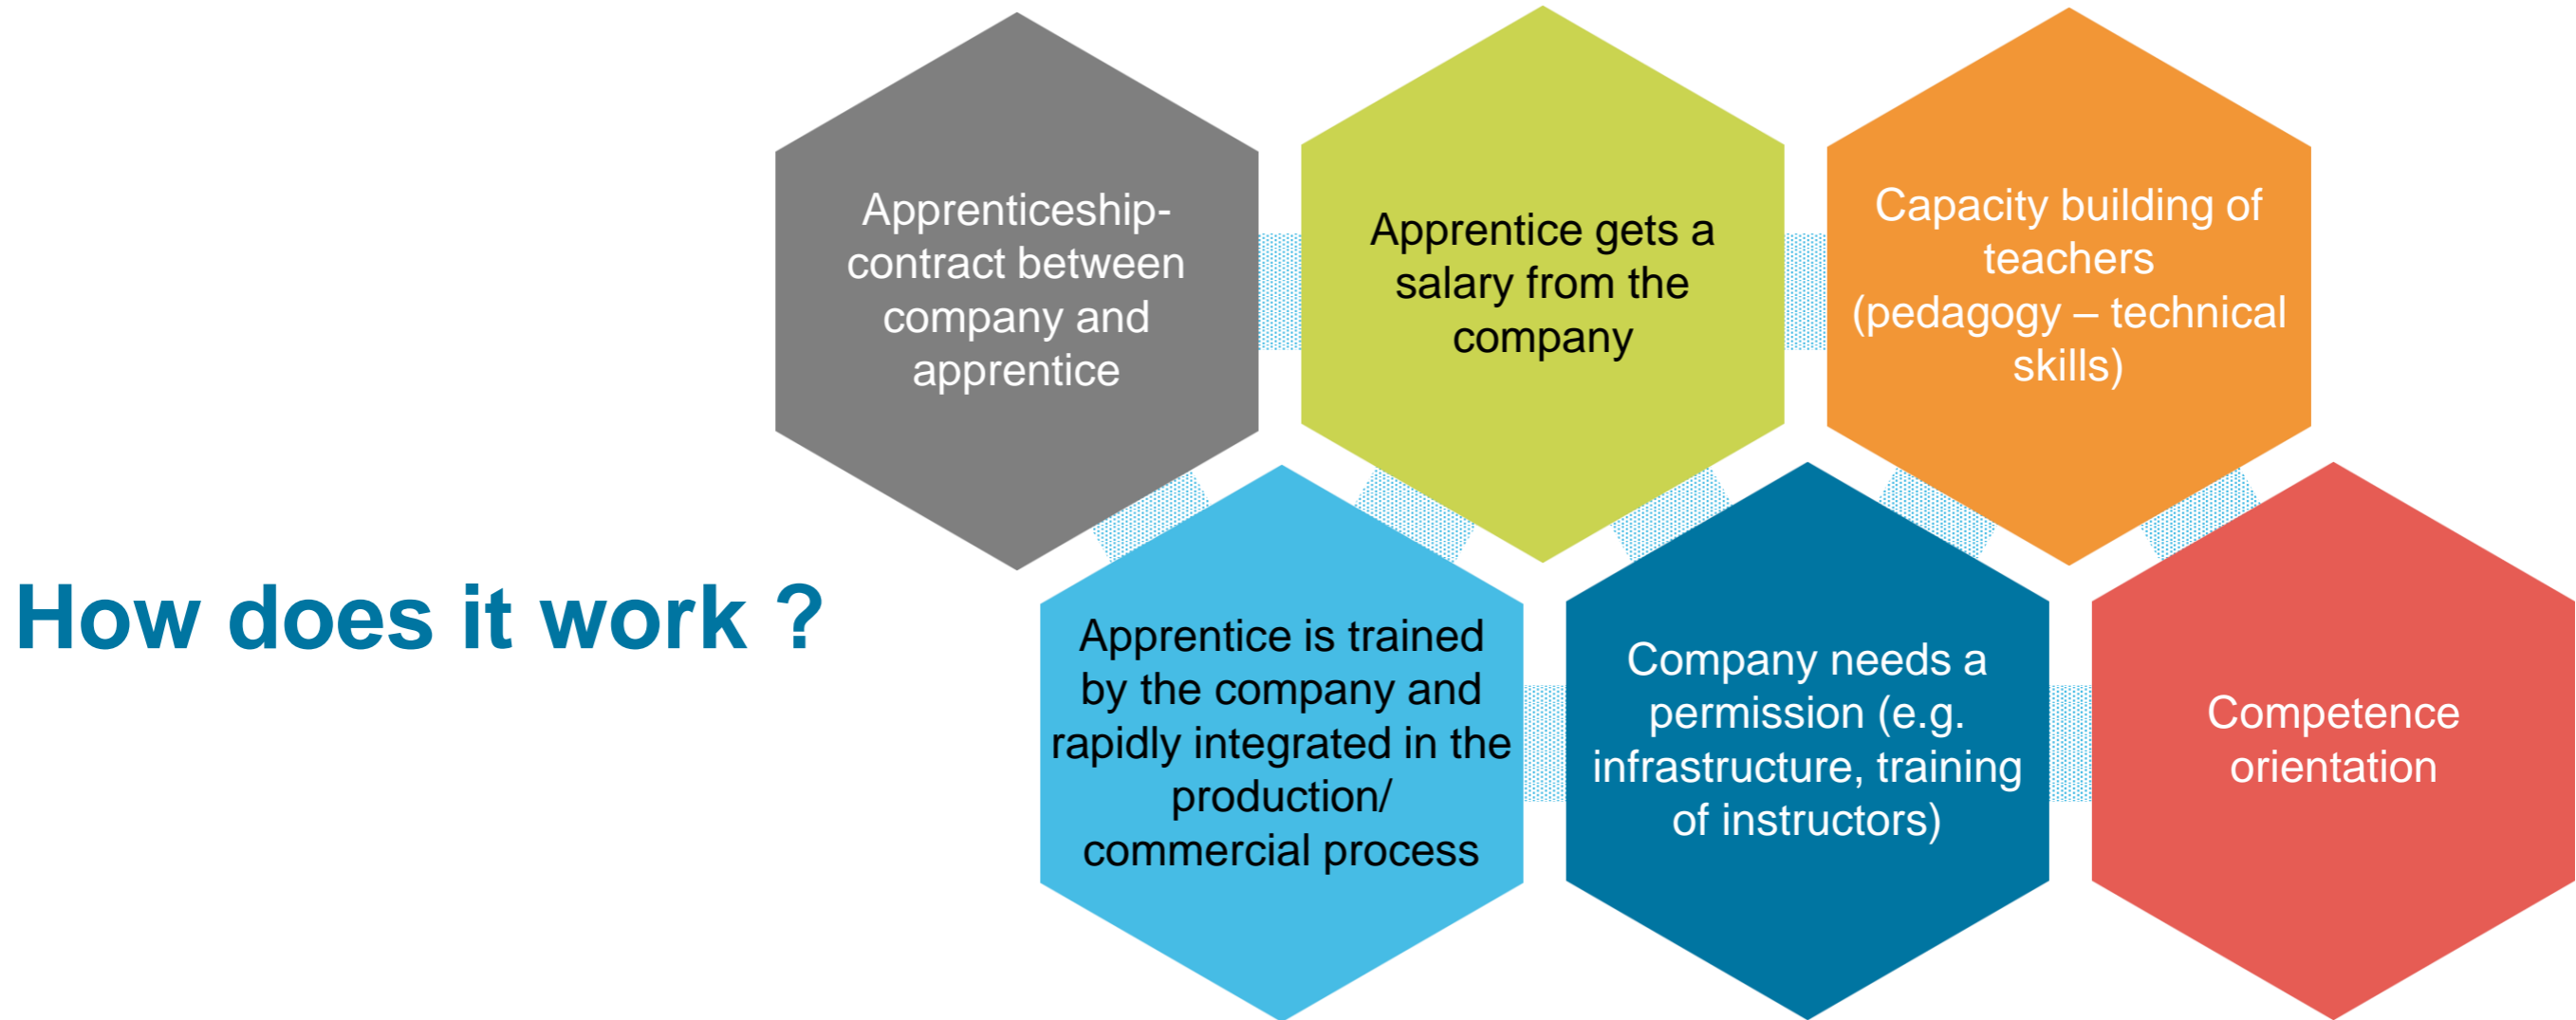 How does it work ?
Apprenticeship-
contract between
company and
apprentice
Apprentice gets a
salary from the
company
Capacity building of
teachers
(pedagogy – technical
skills)
Apprentice is trained
by the company and
rapidly integrated in the
production/
commercial process
Company needs a
permission (e.g.
infrastructure, training
of instructors)
Competence
orientation